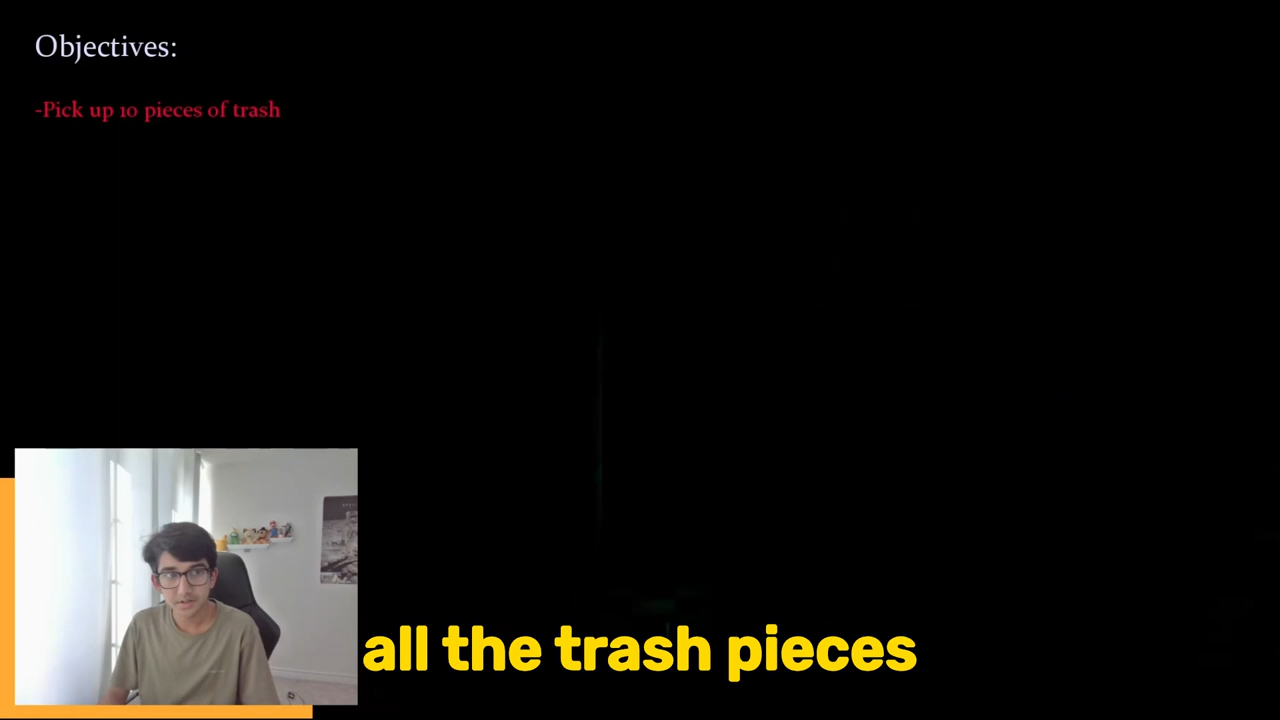 Objectives:
-Pick up 10 pieces of trash
all the trash pieces